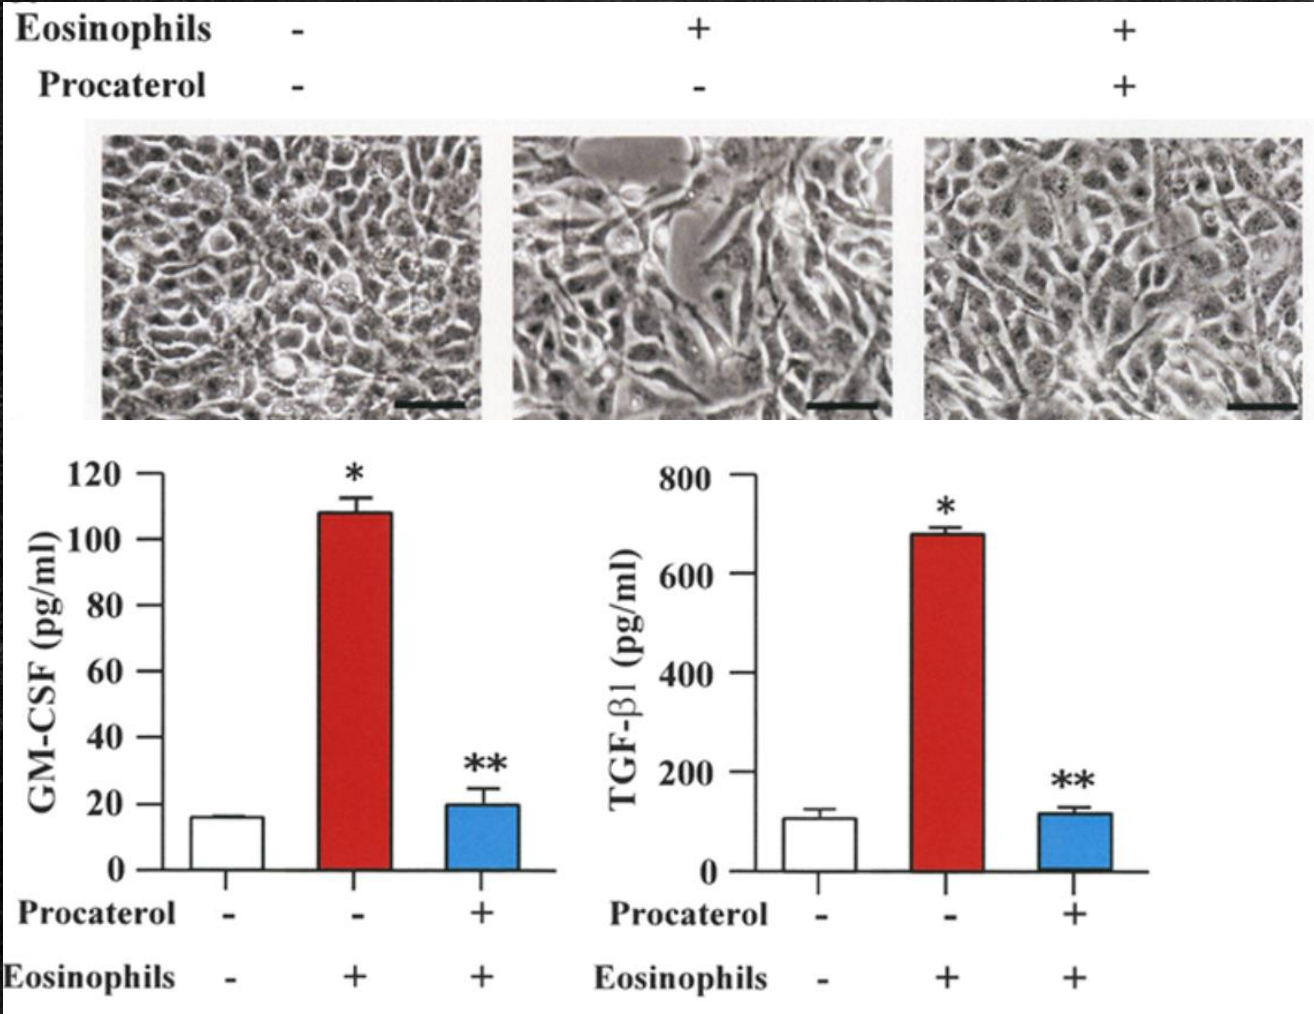 Eosinophils - + +
Procaterol - - +
120
100
80
60
40
20
0
GM-CSF (pg/ml)
*
**
Procaterol - - +
Eosinophils - + +
800
600
400
200
0
TGF-β1 (pg/ml)
*
**
Procaterol - - +
Eosinophils - + +